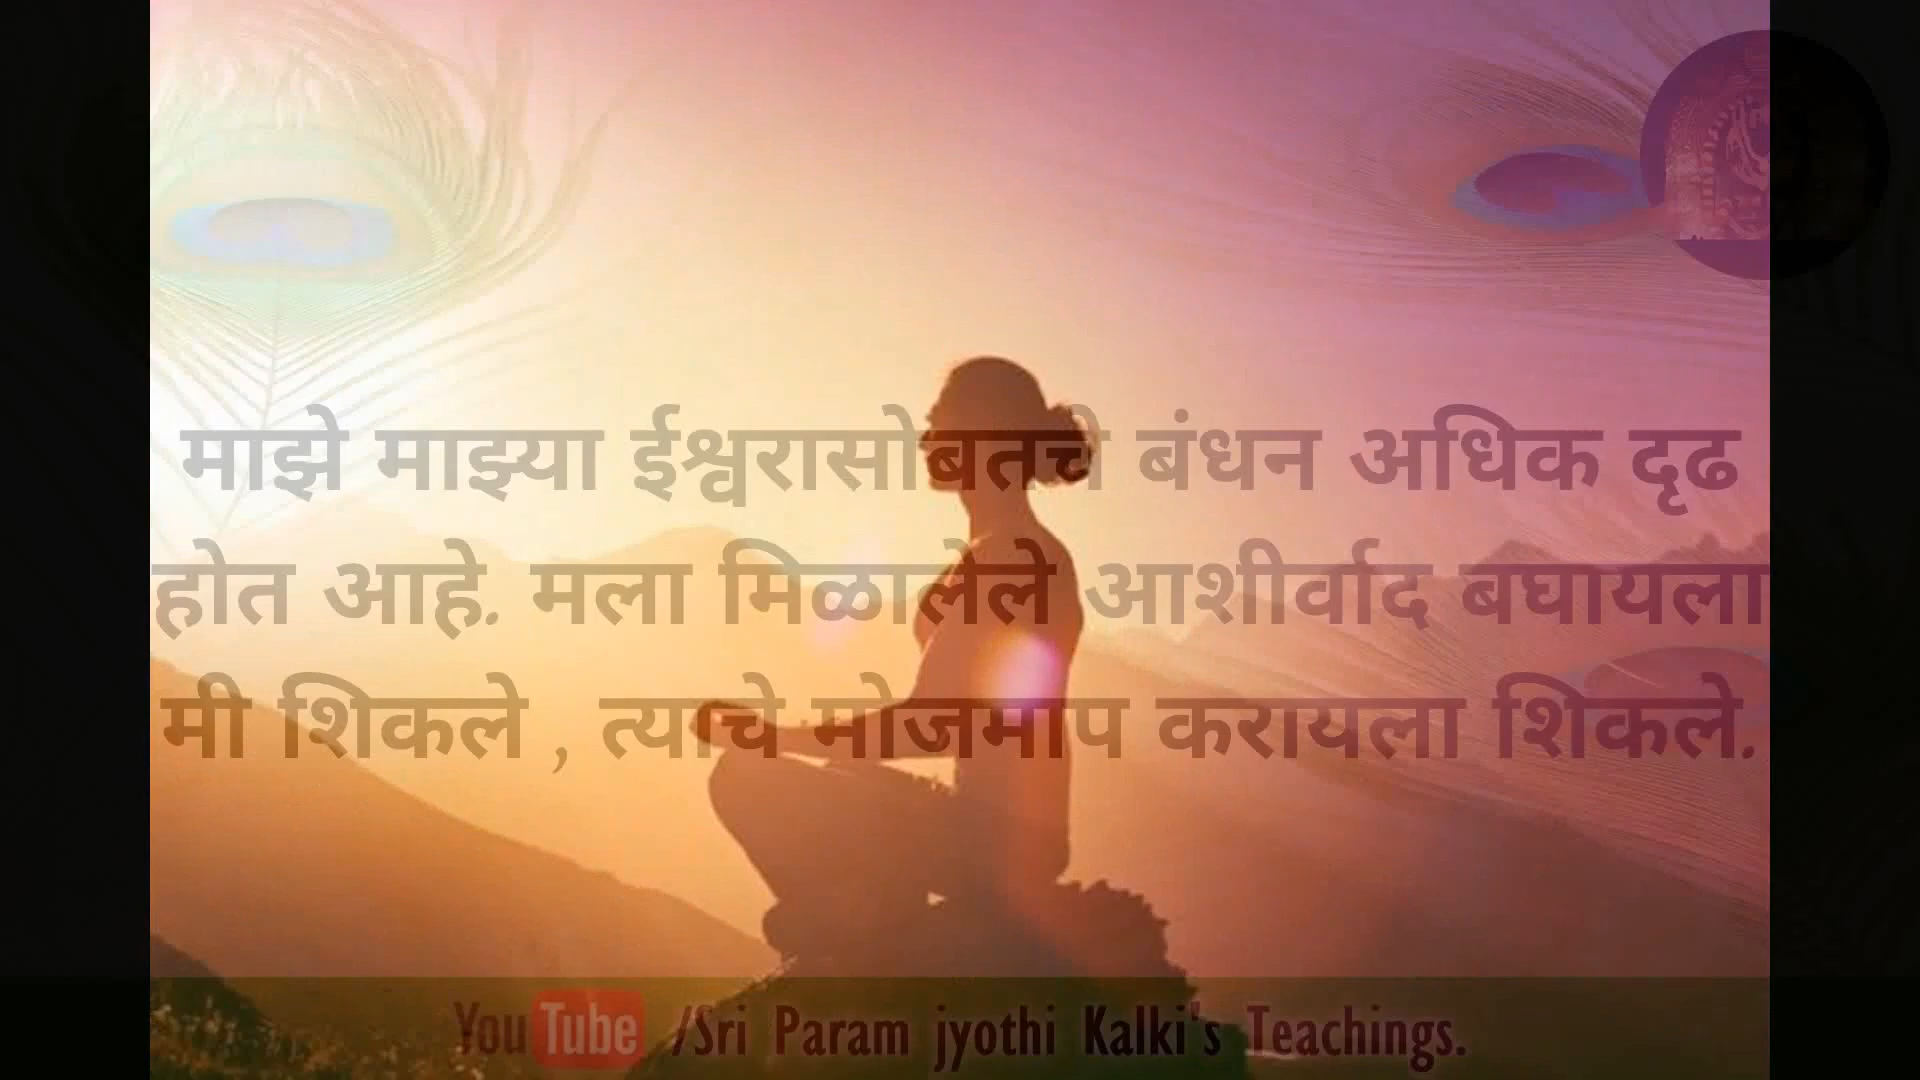 माझे माझ्या ईश्वरासोबतचे बंधन अधिक दृढ
होत आहे. मला मिळालेले आशीर्वाद बघायला
मी शिकले , त्याचे मोजमाप करायला शिकले.
YouTube /Sri Param jyothi Kalki's Teachings.